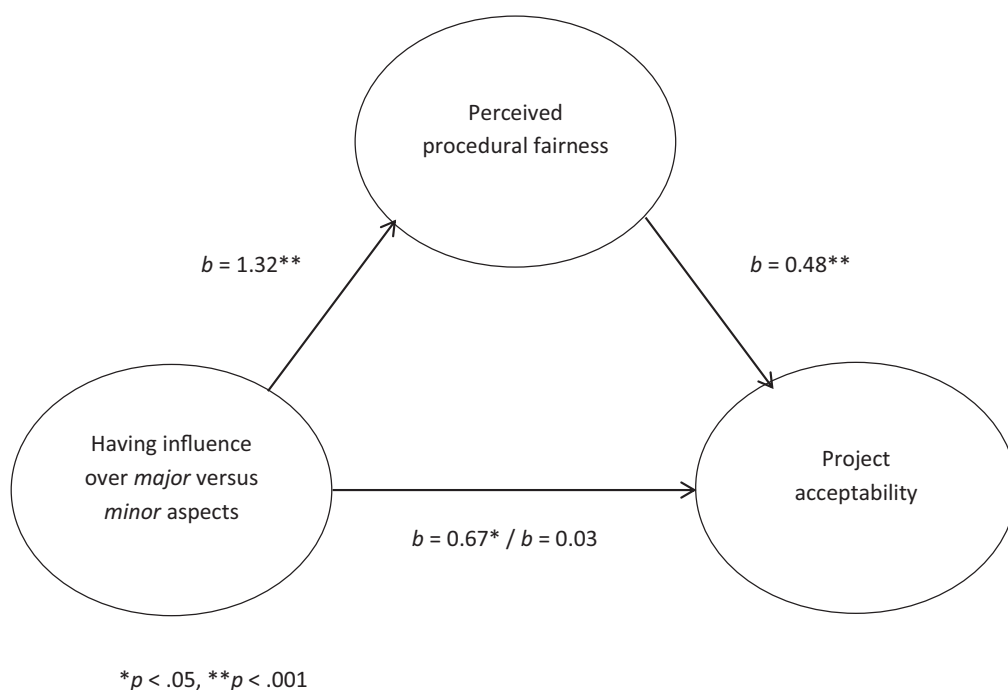 Perceived
procedural fairness
b = 1.32**
b = 0.48**
Having influence
over major versus
minor aspects
Project
acceptability
b = 0.67* / b = 0.03
*p < .05, **p < .001